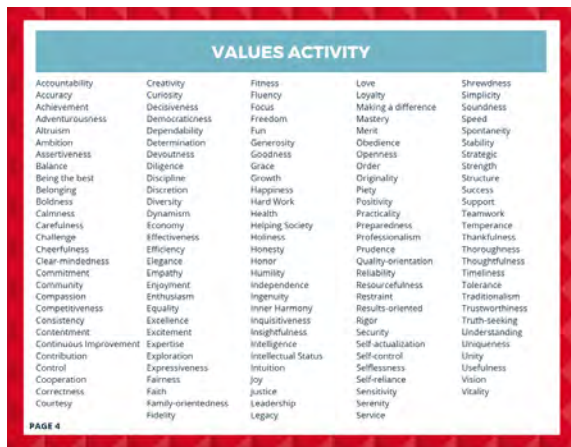 VALUES ACTIVITY
Accountability
Accuracy
Achievement
Adventurousness
Altruism
Ambition
Assertiveness
Balance
Being the best
Belonging
Boldness
Calmness
Carefulness
Challenge
Cheerfulness
Clear-mindedness
Commitment
Community
Compassion
Competitiveness
Consistency
Contentment
Continuous Improvement
Contribution
Control
Cooperation
Correctness
Courtesy
Creativity
Curiosity
Decisiveness
Democraticness
Dependability
Determination
Devoutness
Diligence
Discipline
Discretion
Diversity
Dynamism
Economy
Effectiveness
Efficiency
Elegance
Empathy
Enjoyment
Enthusiasm
Equality
Excellence
Excitement
Expertise
Exploration
Expressiveness
Fairness
Faith
Family-orientedness
Fidelity
Fitness
Fluency
Focus
Freedom
Fun
Generosity
Goodness
Grace
Growth
Happiness
Hard Work
Health
Helping Society
Holiness
Honesty
Honor
Humility
Independence
Ingenuity
Inner Harmony
Inquisitiveness
Insightfulness
Intelligence
Intellectual Status
Intuition
Joy
Justice
Leadership
Legacy
Love
Loyalty
Making a difference
Mastery
Merit
Obedience
Openness
Order
Originality
Piety
Positivity
Practicality
Preparedness
Professionalism
Prudence
Quality-orientation
Reliability
Resourcefulness
Restraint
Results-oriented
Rigor
Security
Self-actualization
Self-control
Selflessness
Self-reliance
Sensitivity
Serenity
Service
Shrewdness
Simplicity
Soundness
Speed
Spontaneity
Stability
Strategic
Strength
Structure
Success
Support
Teamwork
Temperance
Thankfulness
Thoroughness
Thoughtfulness
Timeliness
Tolerance
Traditionalism
Trustworthiness
Truth-seeking
Understanding
Uniqueness
Unity
Usefulness
Vision
Vitality
PAGE 4